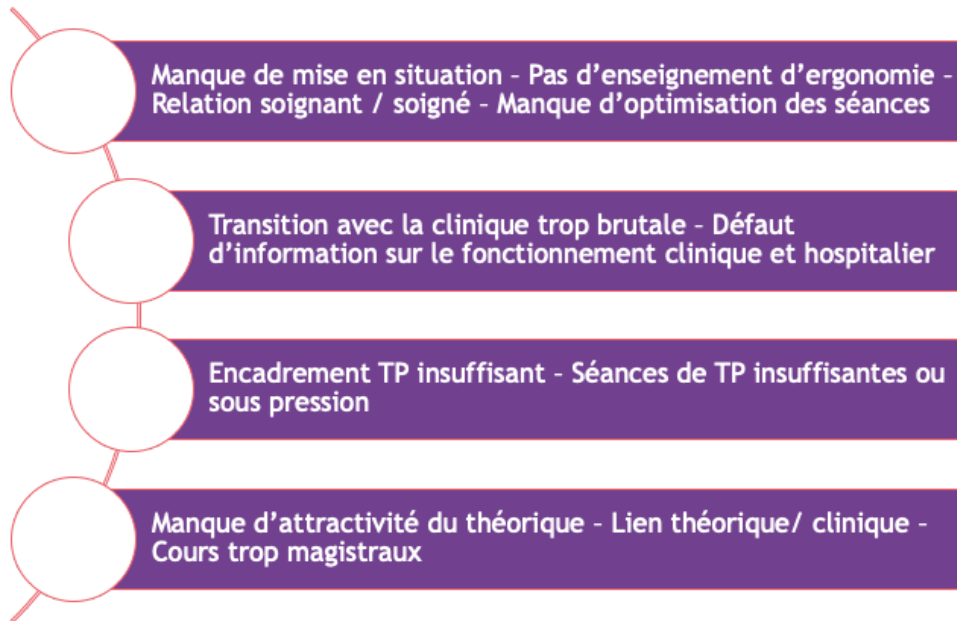 Manque de mise en situation – Pas d’enseignement d’ergonomie –
Relation soignant / soigné – Manque d’optimisation des séances
Transition avec la clinique trop brutale – Défaut
d’information sur le fonctionnement clinique et hospitalier
Encadrement TP insuffisant – Séances de TP insuffisantes ou
sous pression
Manque d’attractivité du théorique – Lien théorique/ clinique –
Cours trop magistraux